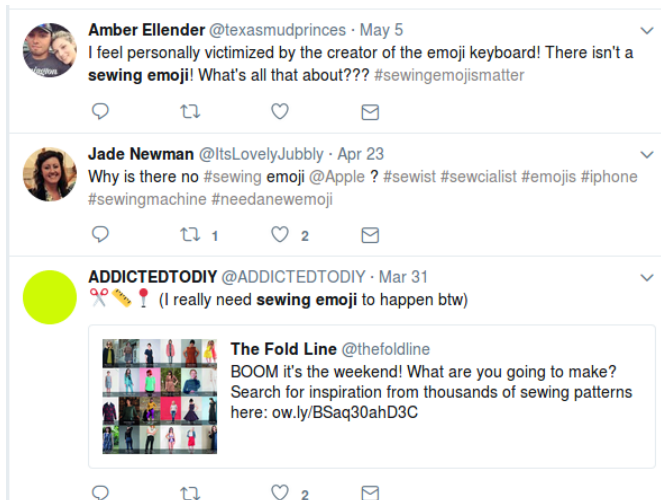 Amber Ellender @texasmudprinces · May 5
I feel personally victimized by the creator of the emoji keyboard! There isn't a
sewing emoji! What's all that about??? #sewingemojismatter
Jade Newman @ItsLovelyJubbly · Apr 23
Why is there no #sewing emoji @Apple ? #sewist #sewcialist #emojis #iphone
#sewingmachine #needanewemoji
1 2
ADDICTEDTODIY @ADDICTEDTODIY · Mar 31
✂️📏📍 (I really need sewing emoji to happen btw)
The Fold Line @thefoldline
BOOM it's the weekend! What are you going to make?
Search for inspiration from thousands of sewing patterns
here: ow.ly/BSaq30ahD3C
2